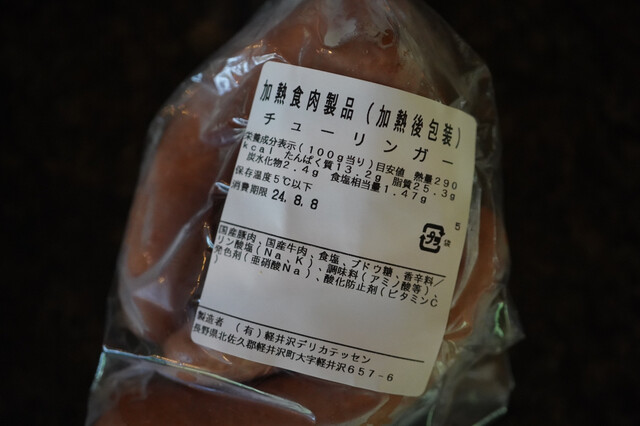 加熱食肉製品(加熱後包装)
チューリンガー
栄養成分表示(100g当り)目安値 熱量290
kcal たんぱく質13.2g 脂質25.3g
炭水化物2.4g 食塩相当量1.47g
保存温度5℃以下
消費期限 24.8.8
5
プラ 袋
国産豚肉、国産牛肉、食塩、ブドウ糖、香辛料/
リン酸塩(Na、K)、調味料(アミノ酸等)、
発色剤(亜硝酸Na)、酸化防止剤(ビタミンC
)
製造者 (有)軽井沢デリカテッセン
長野県北佐久郡軽井沢町大字軽井沢657-6